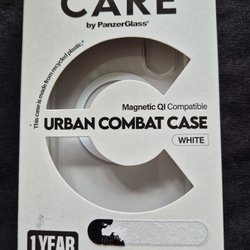 CARE
by PanzerGlass®
This case is made from recycled plastic.*
Magnetic QI Compatible
URBAN COMBAT CASE
WHITE
1 YEAR